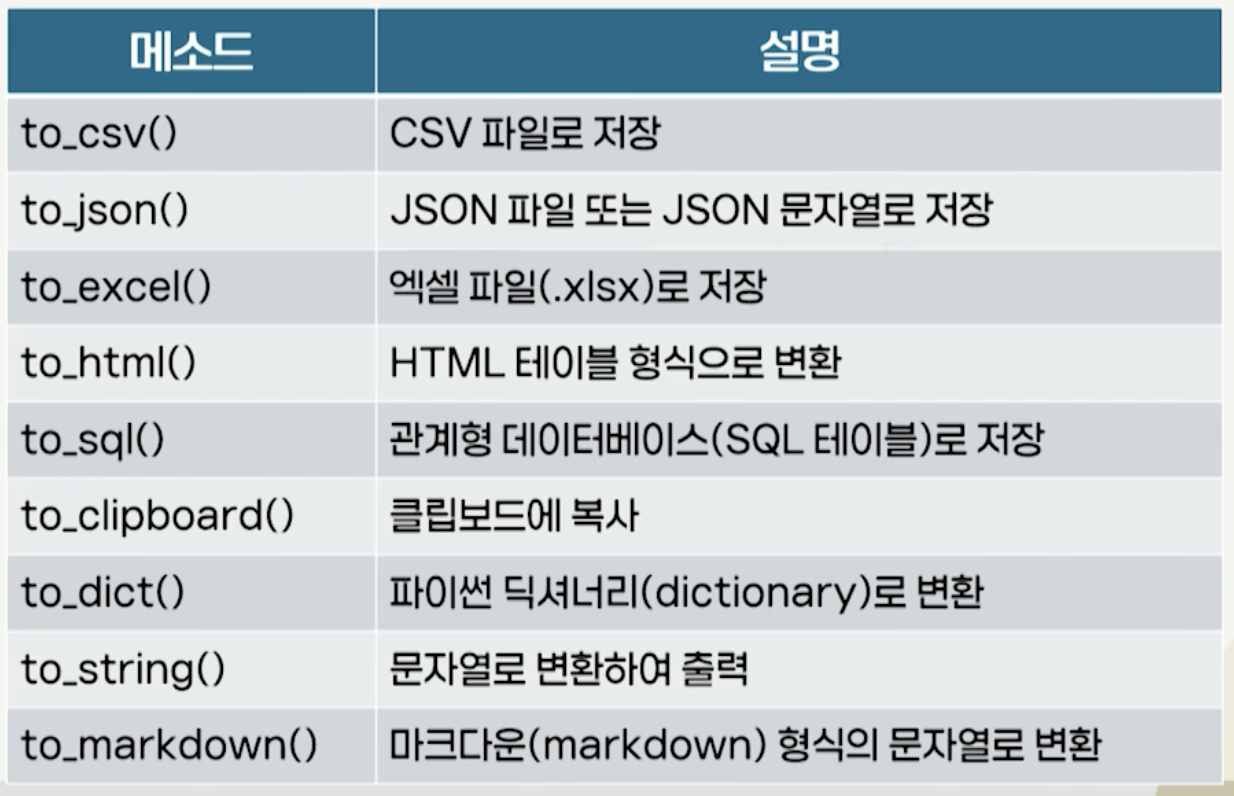 메소드 설명
to_csv() CSV 파일로 저장
to_json() JSON 파일 또는 JSON 문자열로 저장
to_excel() 엑셀 파일(.xlsx)로 저장
to_html() HTML 테이블 형식으로 변환
to_sql() 관계형 데이터베이스(SQL 테이블)로 저장
to_clipboard() 클립보드에 복사
to_dict() 파이썬 딕셔너리(dictionary)로 변환
to_string() 문자열로 변환하여 출력
to_markdown() 마크다운(markdown) 형식의 문자열로 변환